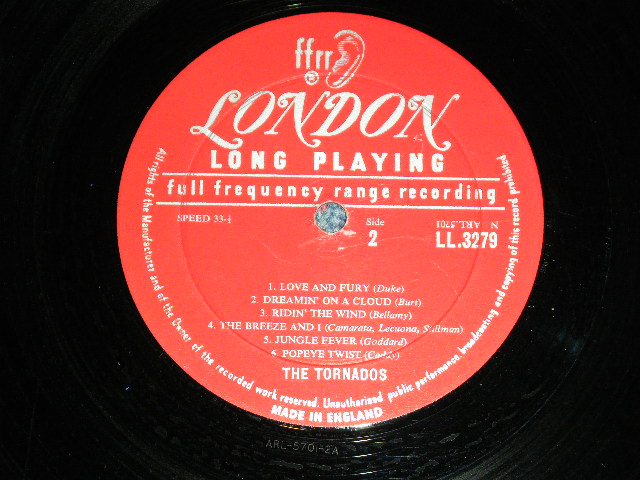 ffrr
LONDON
LONG PLAYING
full frequency range recording
SPEED 33-⅓
Side
2
N ARL.5701
LL.3279
1. LOVE AND FURY (Duke)
2. DREAMIN' ON A CLOUD (Burt)
3. RIDIN' THE WIND (Bellamy)
4. THE BREEZE AND I (Camarata, Lecuona, Stillman)
5. JUNGLE FEVER (Goddard)
6. POPEYE TWIST (Caddy)
THE TORNADOS
All rights of the Manufacturer and of the Owner of the recorded work reserved. Unauthorised public performance, broadcasting and copying of this record prohibited
MADE IN ENGLAND
ARL-5701-2A